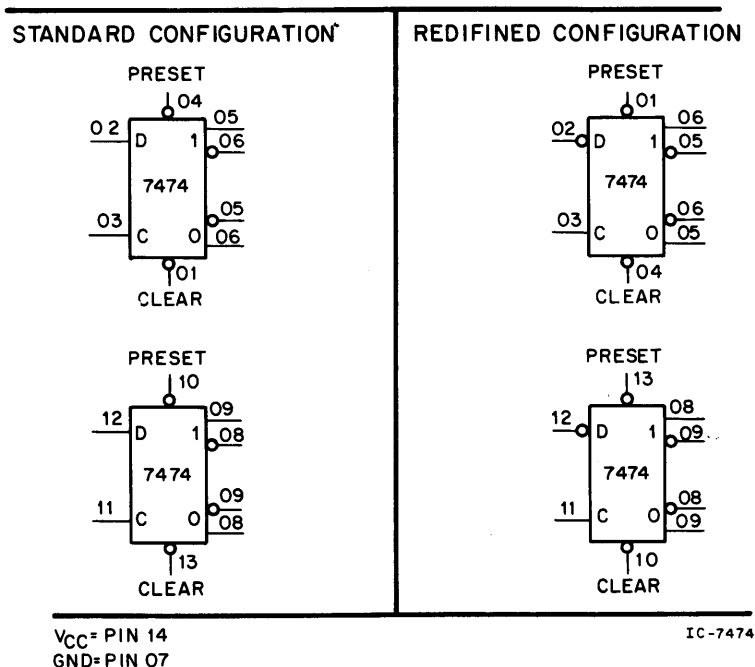 STANDARD CONFIGURATION
REDIFINED CONFIGURATION
PRESET
04
02
05
D
1
06
7474
05
03
C
0
06
01
CLEAR
PRESET
01
02
06
D
1
05
7474
06
03
C
0
05
04
CLEAR
PRESET
10
12
09
D
1
08
7474
09
11
C
0
08
13
CLEAR
PRESET
13
12
08
D
1
09
7474
08
11
C
0
09
10
CLEAR
VCC= PIN 14
GND= PIN 07
IC-7474